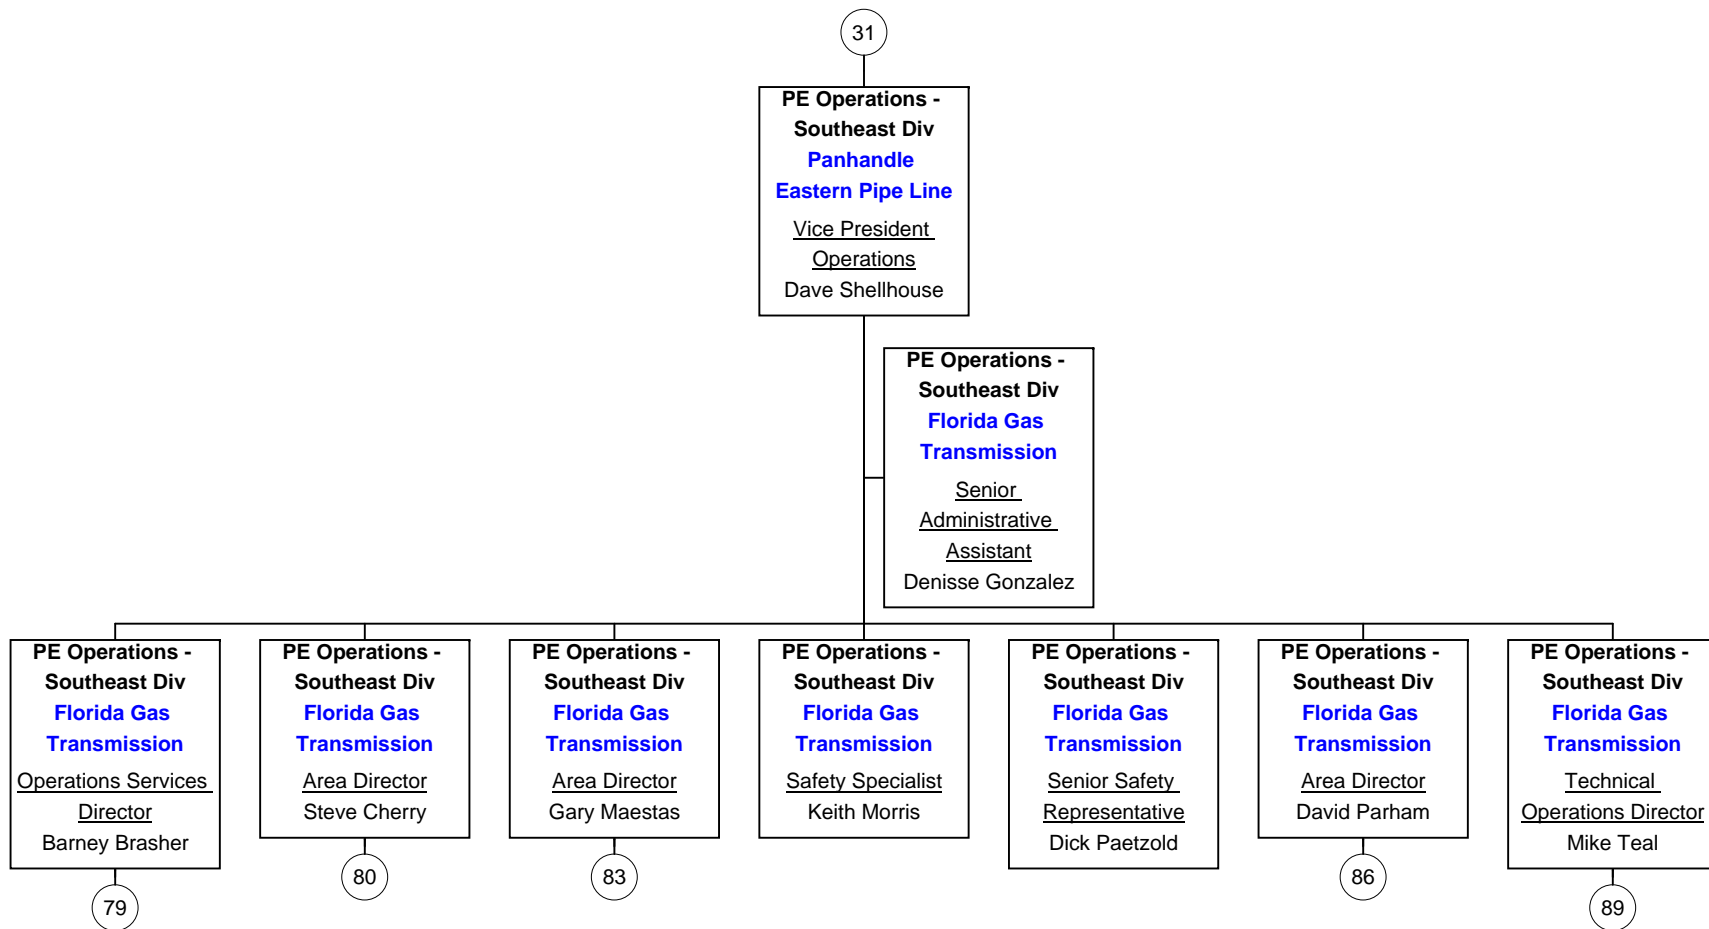 31
PE Operations -
Southeast Div
Panhandle
Eastern Pipe Line
Vice President
Operations
Dave Shellhouse
PE Operations -
Southeast Div
Florida Gas
Transmission
Senior
Administrative
Assistant
Denisse Gonzalez
PE Operations -
Southeast Div
Florida Gas
Transmission
Operations Services
Director
Barney Brasher
79
PE Operations -
Southeast Div
Florida Gas
Transmission
Area Director
Steve Cherry
80
PE Operations -
Southeast Div
Florida Gas
Transmission
Area Director
Gary Maestas
83
PE Operations -
Southeast Div
Florida Gas
Transmission
Safety Specialist
Keith Morris
PE Operations -
Southeast Div
Florida Gas
Transmission
Senior Safety
Representative
Dick Paetzold
PE Operations -
Southeast Div
Florida Gas
Transmission
Area Director
David Parham
86
PE Operations -
Southeast Div
Florida Gas
Transmission
Technical
Operations Director
Mike Teal
89